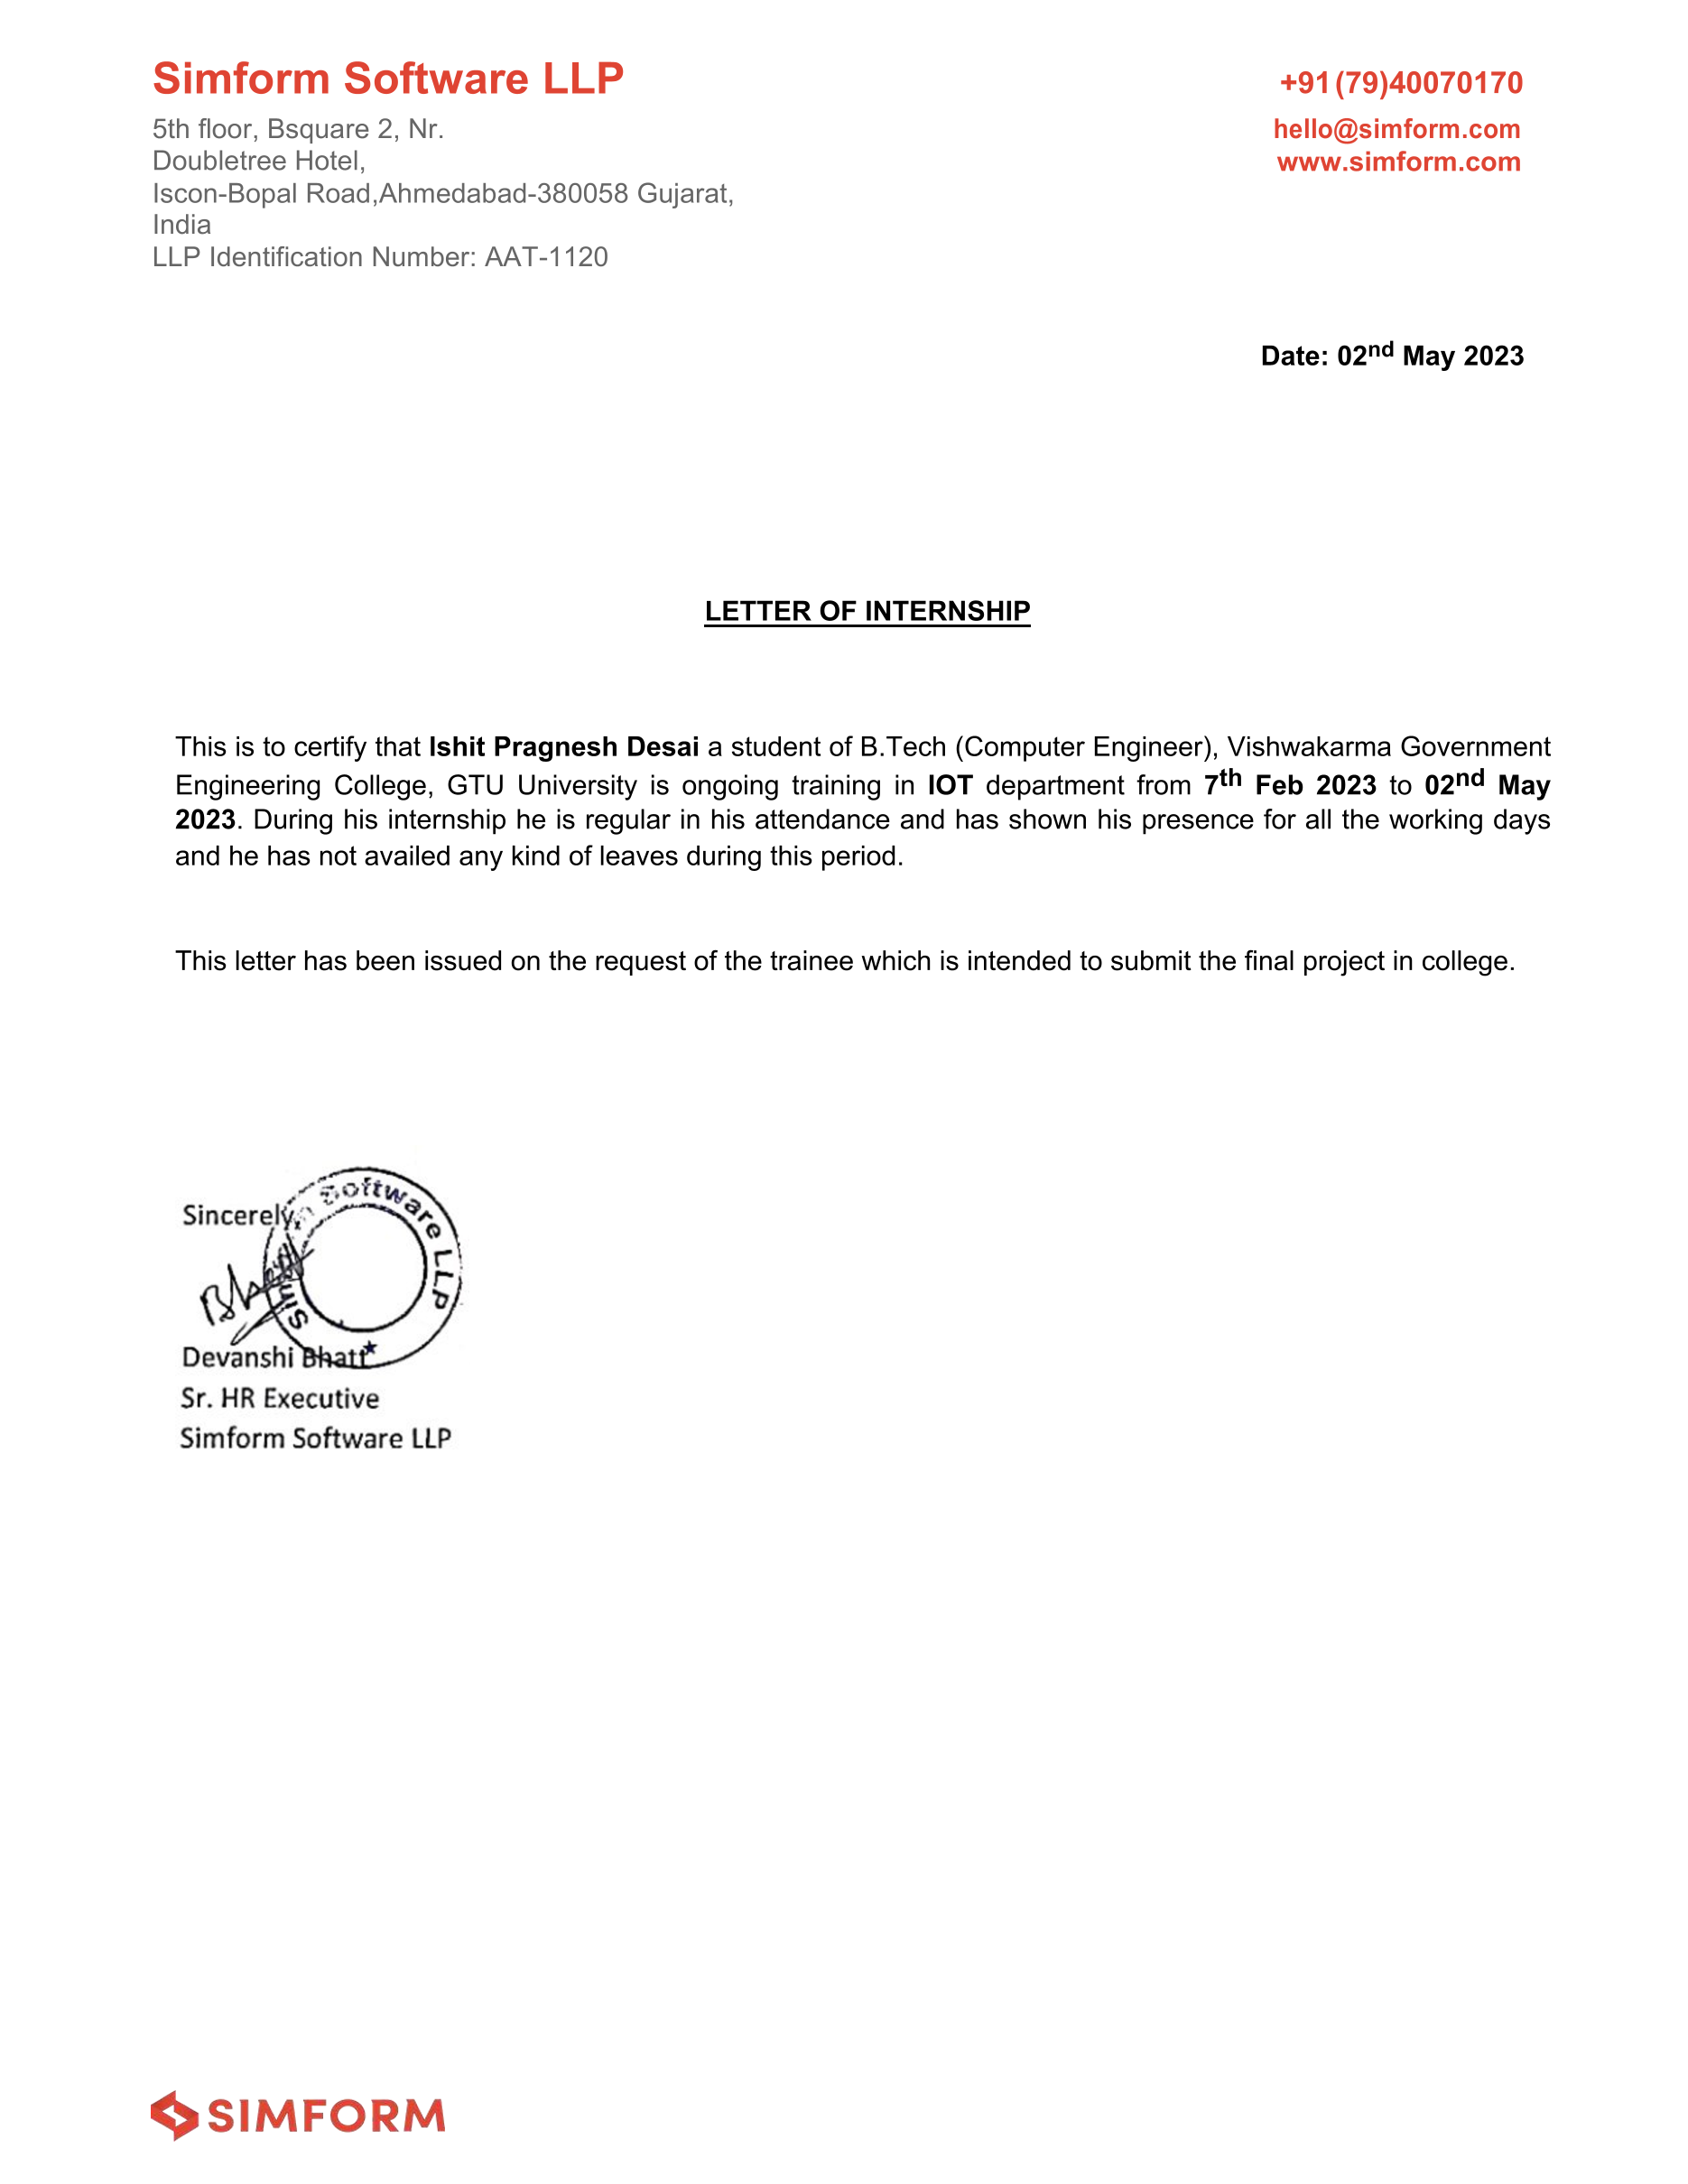 Simform Software LLP
+91(79)40070170
5th floor, Bsquare 2, Nr.
hello@simform.com
Doubletree Hotel,
www.simform.com
Iscon-Bopal Road,Ahmedabad-380058 Gujarat,
India
LLP Identification Number: AAT-1120
Date: 02nd May 2023
LETTER OF INTERNSHIP
This is to certify that Ishit Pragnesh Desai a student of B.Tech (Computer Engineer), Vishwakarma Government
Engineering College, GTU University is ongoing training in IOT department from 7th Feb 2023 to 02nd May
2023. During his internship he is regular in his attendance and has shown his presence for all the working days
and he has not availed any kind of leaves during this period.
This letter has been issued on the request of the trainee which is intended to submit the final project in college.
Sincerely,
Simform Software LLP
Devanshi Bhatt
Sr. HR Executive
Simform Software LLP
SIMFORM